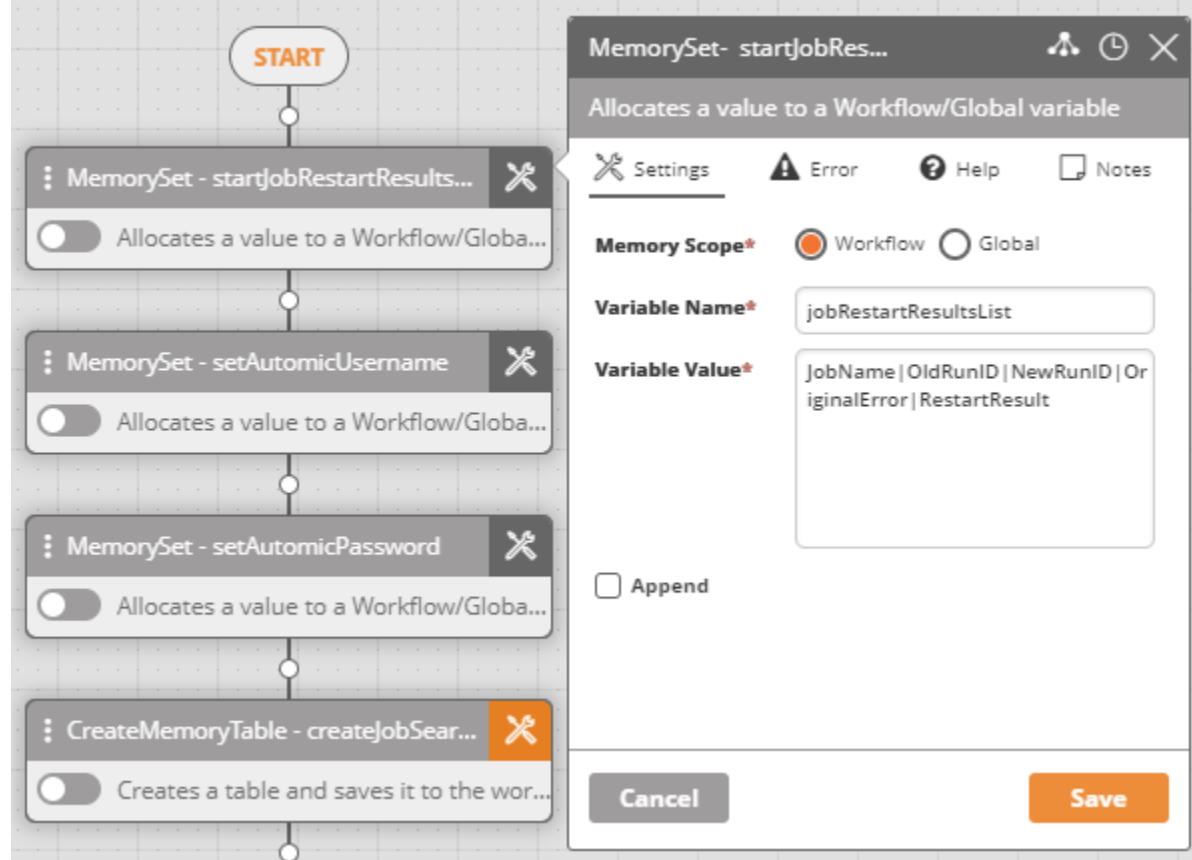 START
MemorySet - startJobRestartResults...
Allocates a value to a Workflow/Globa...
MemorySet - setAutomicUsername
Allocates a value to a Workflow/Globa...
MemorySet - setAutomicPassword
Allocates a value to a Workflow/Globa...
CreateMemoryTable - createJobSear...
Creates a table and saves it to the wor...
MemorySet- startJobRes...
Allocates a value to a Workflow/Global variable
Settings Error Help Notes
Memory Scope* Workflow Global
Variable Name* jobRestartResultsList
Variable Value* JobName|OldRunID|NewRunID|Or
iginalError|RestartResult
Append
Cancel Save